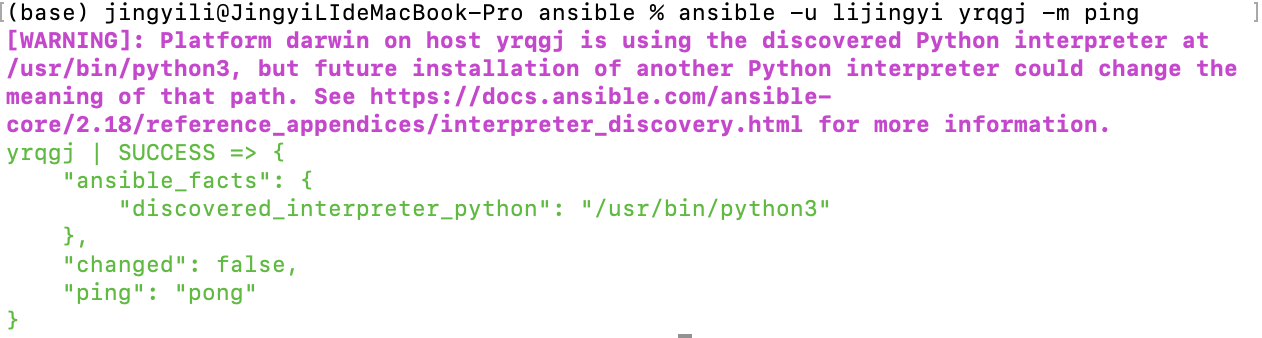 [(base) jingyili@JingyiLIdeMacBook-Pro ansible % ansible -u lijingyi yrqgj -m ping ]
[WARNING]: Platform darwin on host yrqgj is using the discovered Python interpreter at
/usr/bin/python3, but future installation of another Python interpreter could change the
meaning of that path. See https://docs.ansible.com/ansible-
core/2.18/reference_appendices/interpreter_discovery.html for more information.
yrqgj | SUCCESS => {
    "ansible_facts": {
        "discovered_interpreter_python": "/usr/bin/python3"
    },
    "changed": false,
    "ping": "pong"
}